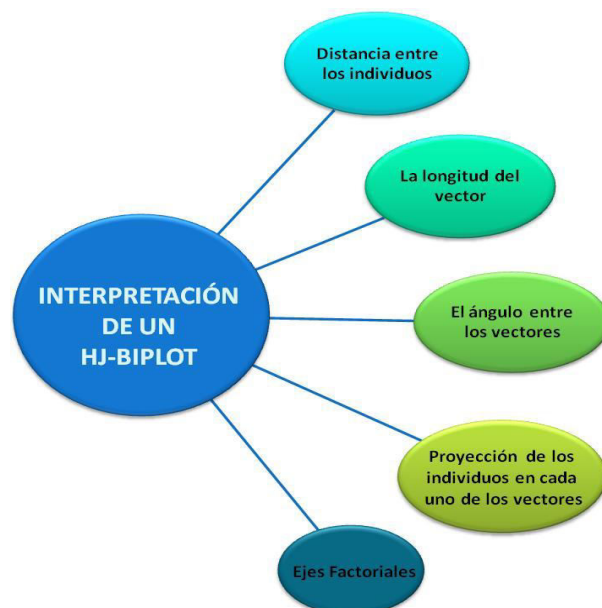 Distancia entre
los individuos
La longitud del
vector
INTERPRETACIÓN
DE UN
HJ-BIPLOT
El ángulo entre
los vectores
Proyección de los
individuos en cada
uno de los vectores
Ejes Factoriales